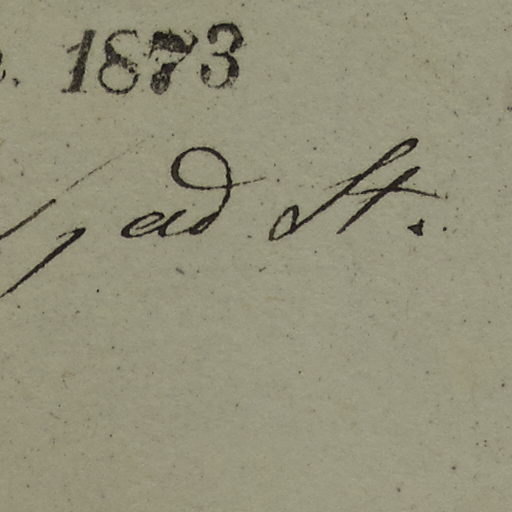 . 1873
, ad St.